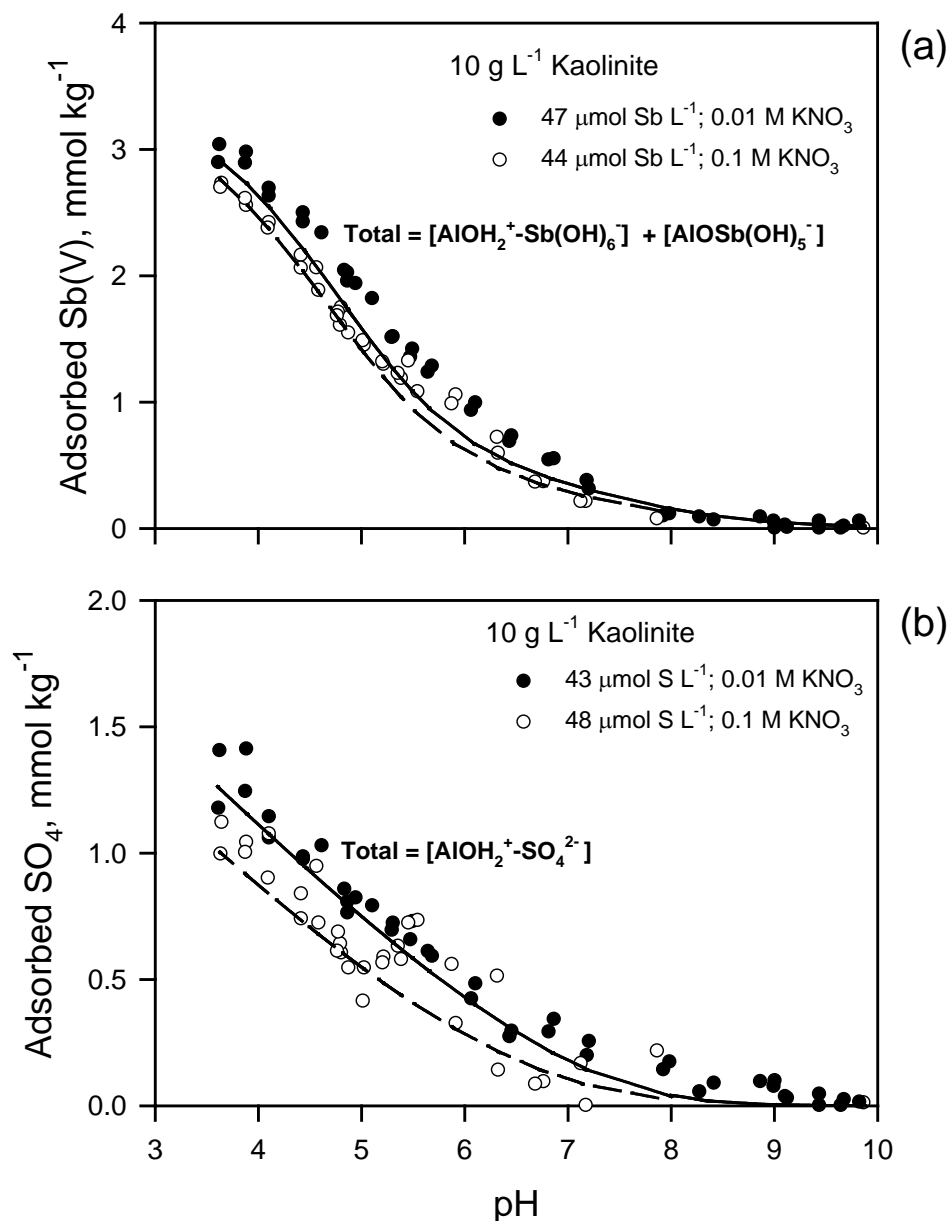 (a)
10 g L⁻¹ Kaolinite
47 μmol Sb L⁻¹; 0.01 M KNO₃
44 μmol Sb L⁻¹; 0.1 M KNO₃
Total = [AlOH₂⁺-Sb(OH)₆⁻] + [AlOSb(OH)₅⁻]
Adsorbed Sb(V), mmol kg⁻¹
4
3
2
1
0
(b)
10 g L⁻¹ Kaolinite
43 μmol S L⁻¹; 0.01 M KNO₃
48 μmol S L⁻¹; 0.1 M KNO₃
Total = [AlOH₂⁺-SO₄²⁻]
Adsorbed SO₄, mmol kg⁻¹
2.0
1.5
1.0
0.5
0.0
3 4 5 6 7 8 9 10
pH